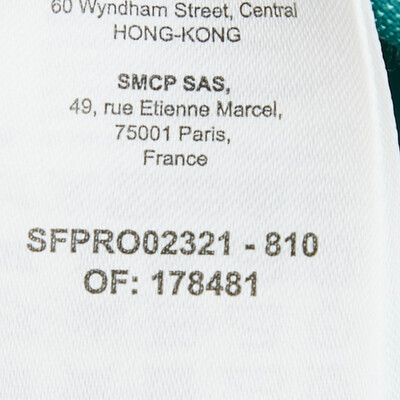 60 Wyndham Street, Central
HONG-KONG
SMCP SAS,
49, rue Etienne Marcel,
75001 Paris,
France
SFPRO02321 - 810
OF: 178481